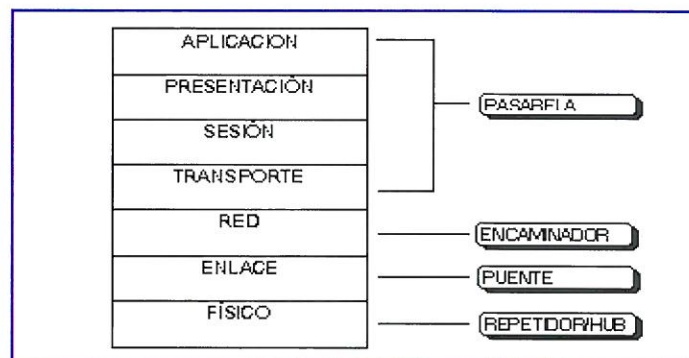 APLICACION
PRESENTACIÓN
SESIÓN
TRANSPORTE
RED
ENLACE
FÍSICO
PASARELA
ENCAMINADOR
PUENTE
REPETIDOR/HUB